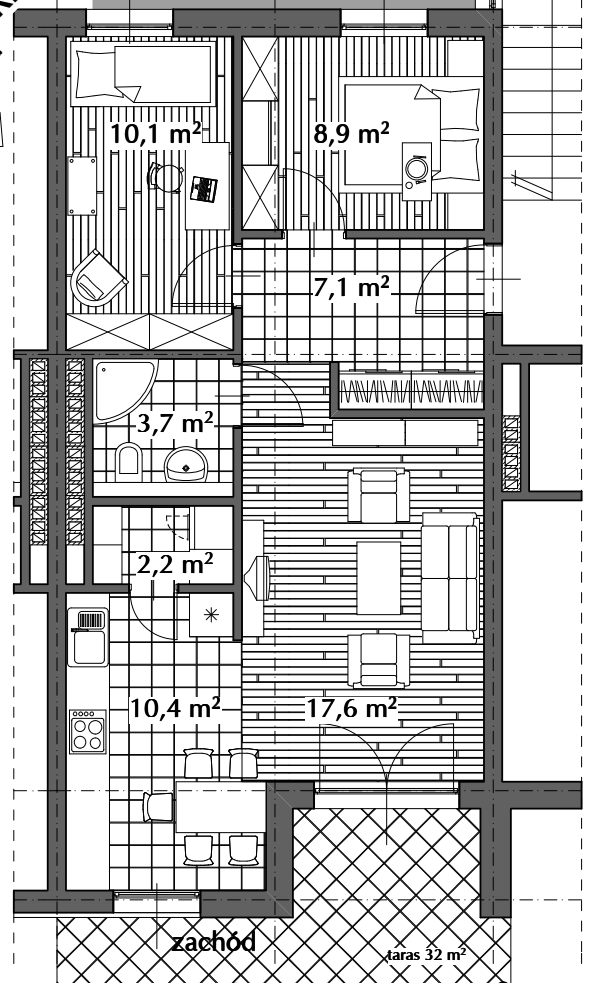 10,1 m²
8,9 m²
7,1 m²
3,7 m²
2,2 m²
10,4 m²
17,6 m²
zachód
taras 32 m²